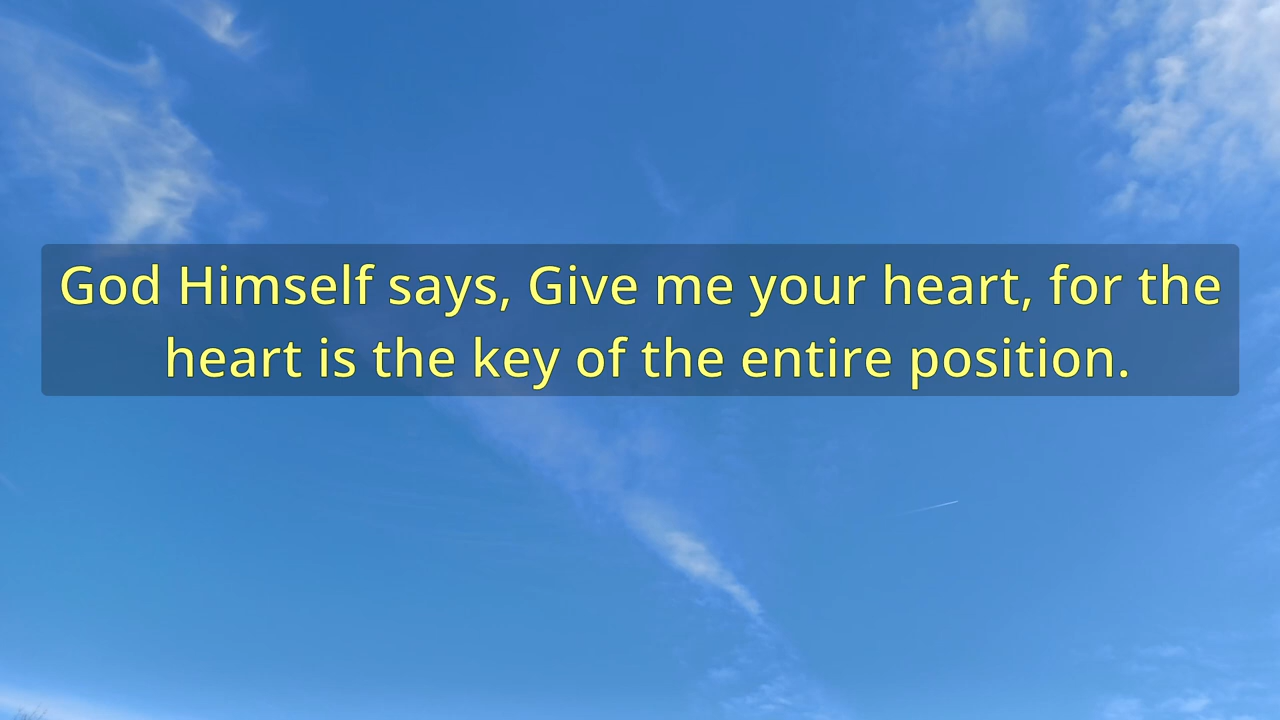 God Himself says, Give me your heart, for the
heart is the key of the entire position.